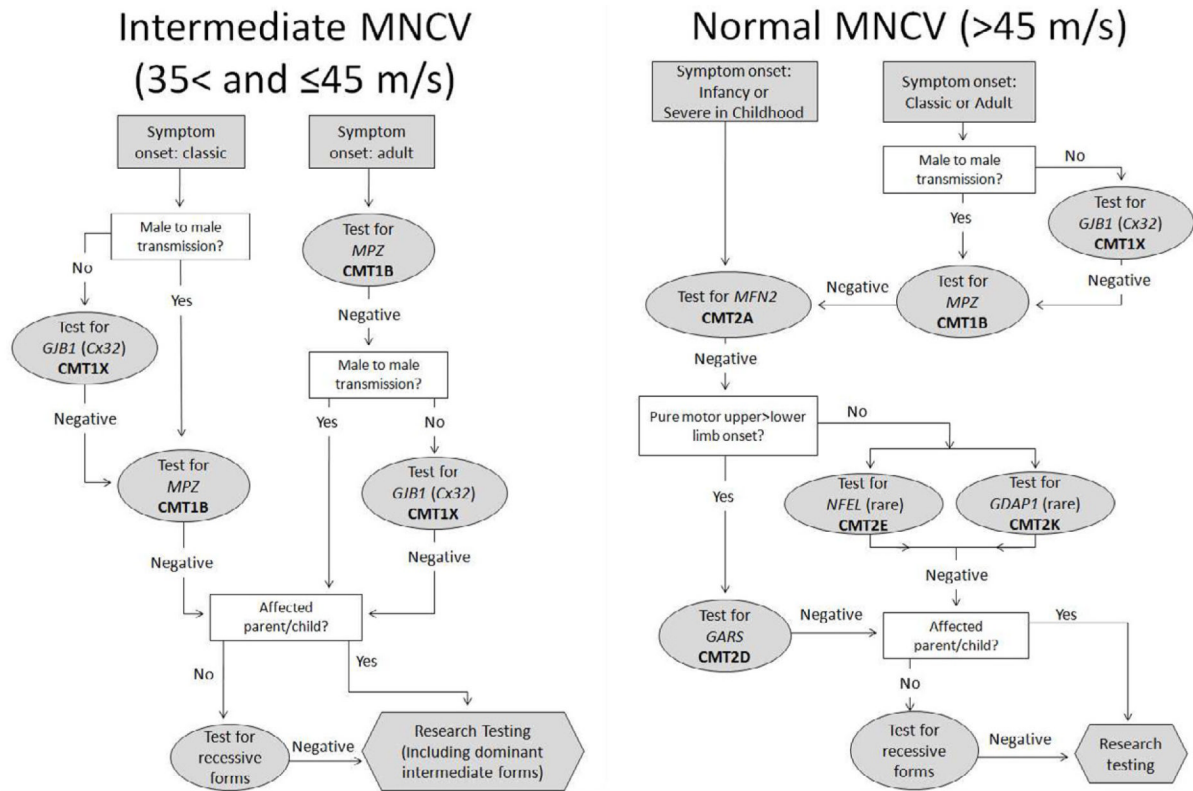 Intermediate MNCV
(35< and ≤45 m/s)
Symptom
onset: classic
Symptom
onset: adult
Male to male
transmission?
Test for
MPZ
CMT1B
No
Yes
Negative
Test for
GJB1 (Cx32)
CMT1X
Male to male
transmission?
Negative
Yes
No
Test for
MPZ
CMT1B
Test for
GJB1 (Cx32)
CMT1X
Negative
Negative
Affected
parent/child?
No
Yes
Test for
recessive
forms
Negative
Research Testing
(Including dominant
intermediate forms)
Normal MNCV (>45 m/s)
Symptom onset:
Infancy or
Severe in Childhood
Symptom onset:
Classic or Adult
Male to male
transmission?
No
Yes
Test for
GJB1 (Cx32)
CMT1X
Test for MFN2
CMT2A
Negative
Test for
MPZ
CMT1B
Negative
Negative
Pure motor upper>lower
limb onset?
No
Yes
Test for
NFEL (rare)
CMT2E
Test for
GDAP1 (rare)
CMT2K
Negative
Test for
GARS
CMT2D
Negative
Affected
parent/child?
Yes
No
Test for
recessive
forms
Negative
Research
testing